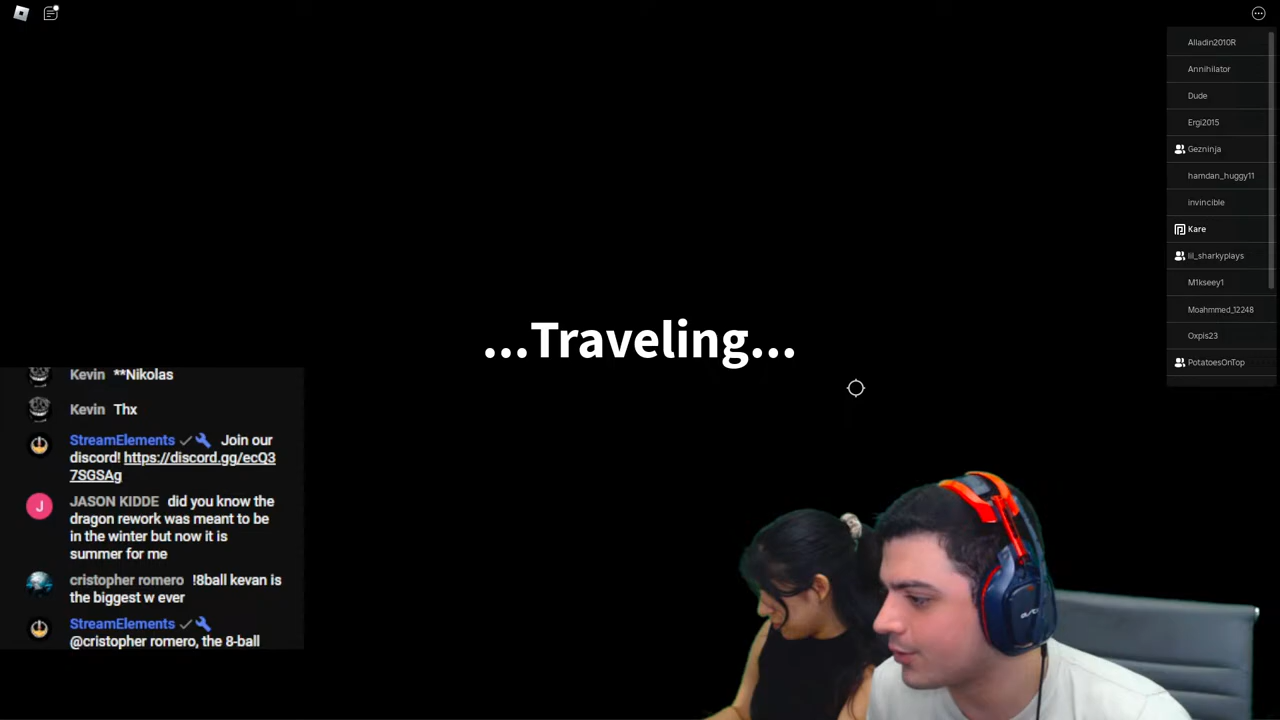 Alladin2010R
Annihilator
Dude
Ergi2015
Gezninja
hamdan_huggy11
invincible
Kare
lil_sharkyplays
M1kseey1
Moahmmed_12248
Oxpis23
PotatoesOnTop
...Traveling...
Kevin **Nikolas
Kevin Thx
StreamElements Join our
discord! https://discord.gg/ecQ3
7SGSAg
J JASON KIDDE did you know the
dragon rework was meant to be
in the winter but now it is
summer for me
cristopher romero !8ball kevan is
the biggest w ever
StreamElements
@cristopher romero, the 8-ball